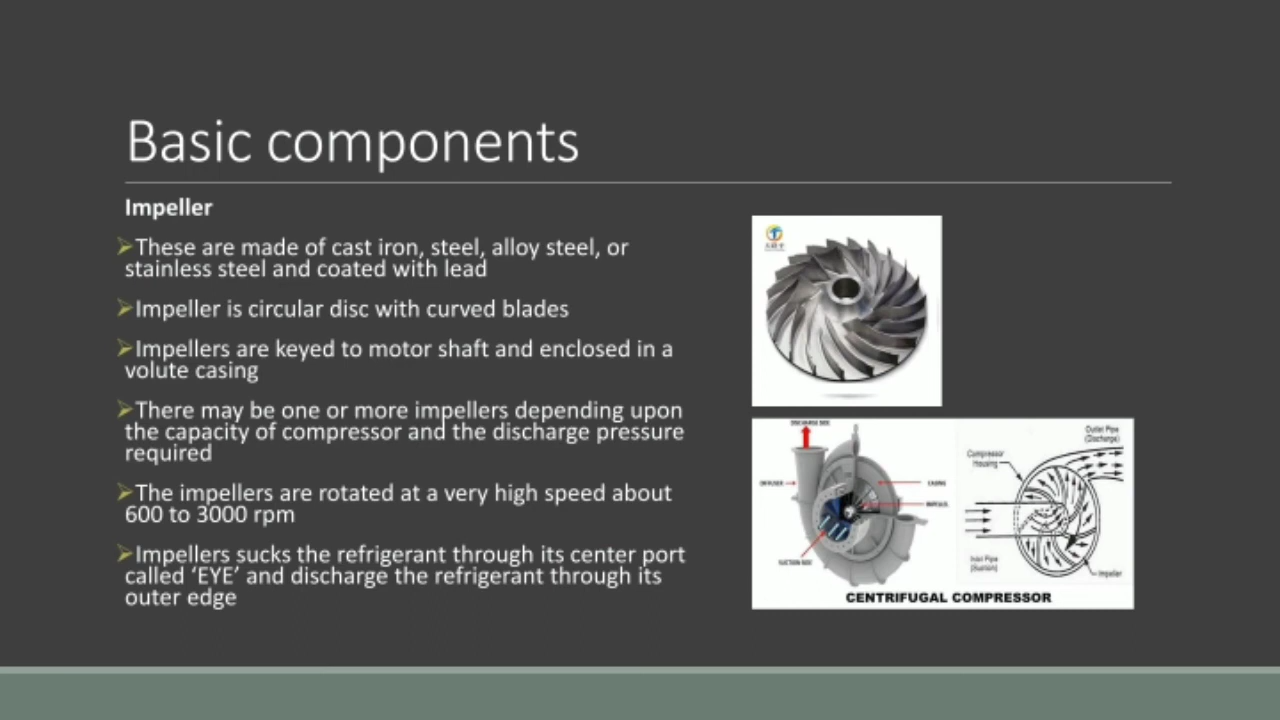 Basic components
Impeller
➢These are made of cast iron, steel, alloy steel, or
stainless steel and coated with lead
➢Impeller is circular disc with curved blades
➢Impellers are keyed to motor shaft and enclosed in a
volute casing
➢There may be one or more impellers depending upon
the capacity of compressor and the discharge pressure
required
➢The impellers are rotated at a very high speed about
600 to 3000 rpm
➢Impellers sucks the refrigerant through its center port
called ‘EYE’ and discharge the refrigerant through its
outer edge
DISCHARGE SIDE
DIFFUSER
CASING
IMPELLER
SUCTION SIDE
Outlet Pipe
(Discharge)
Compressor
Housing
Inlet Pipe
(Suction)
Impeller
CENTRIFUGAL COMPRESSOR